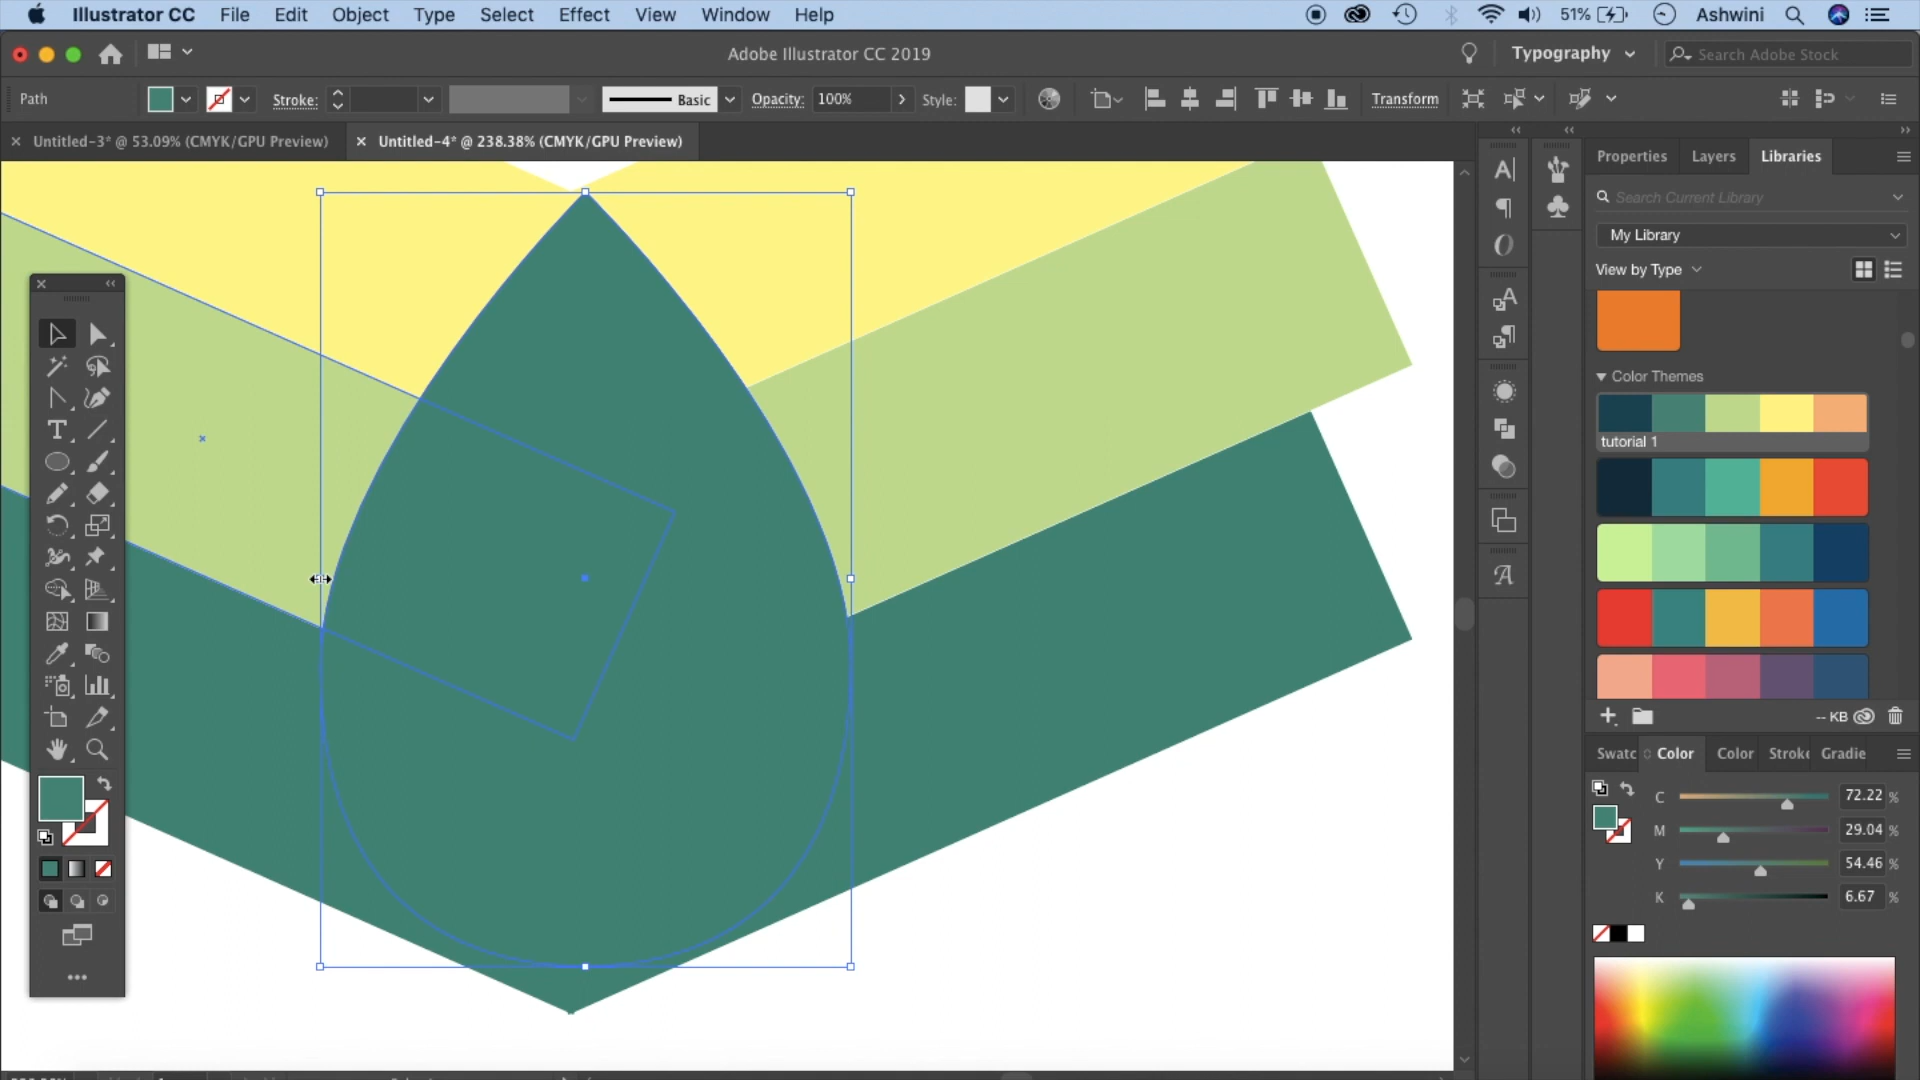 Illustrator CC File Edit Object Type Select Effect View Window Help 51% Ashwini
Adobe Illustrator CC 2019 Typography Search Adobe Stock
Path Stroke: Basic Opacity: 100% Style: Transform
Untitled-3* @ 53.09% (CMYK/GPU Preview) Untitled-4* @ 238.38% (CMYK/GPU Preview)
Properties Layers Libraries
Search Current Library
My Library
View by Type
Color Themes
tutorial 1
-- KB
Swatc Color Color Stroke Gradie
C 72.22 %
M 29.04 %
Y 54.46 %
K 6.67 %